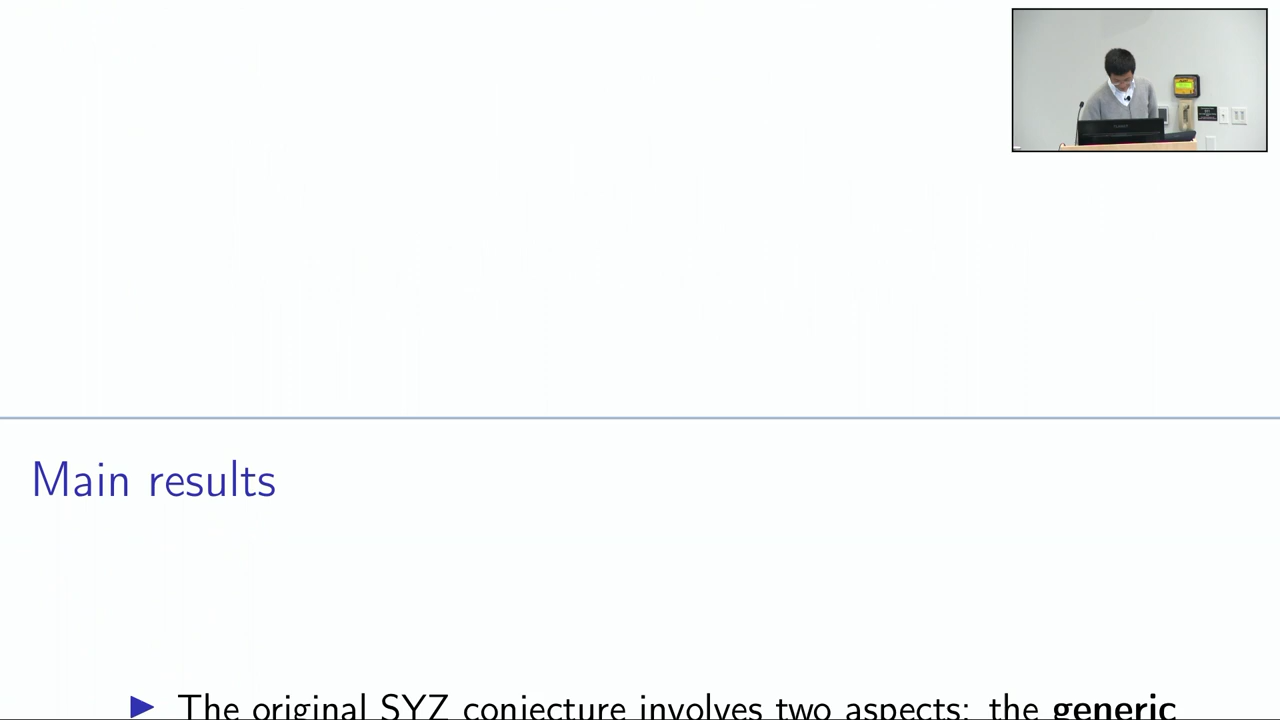 Main results
The original SYZ conjecture involves two aspects: the generic